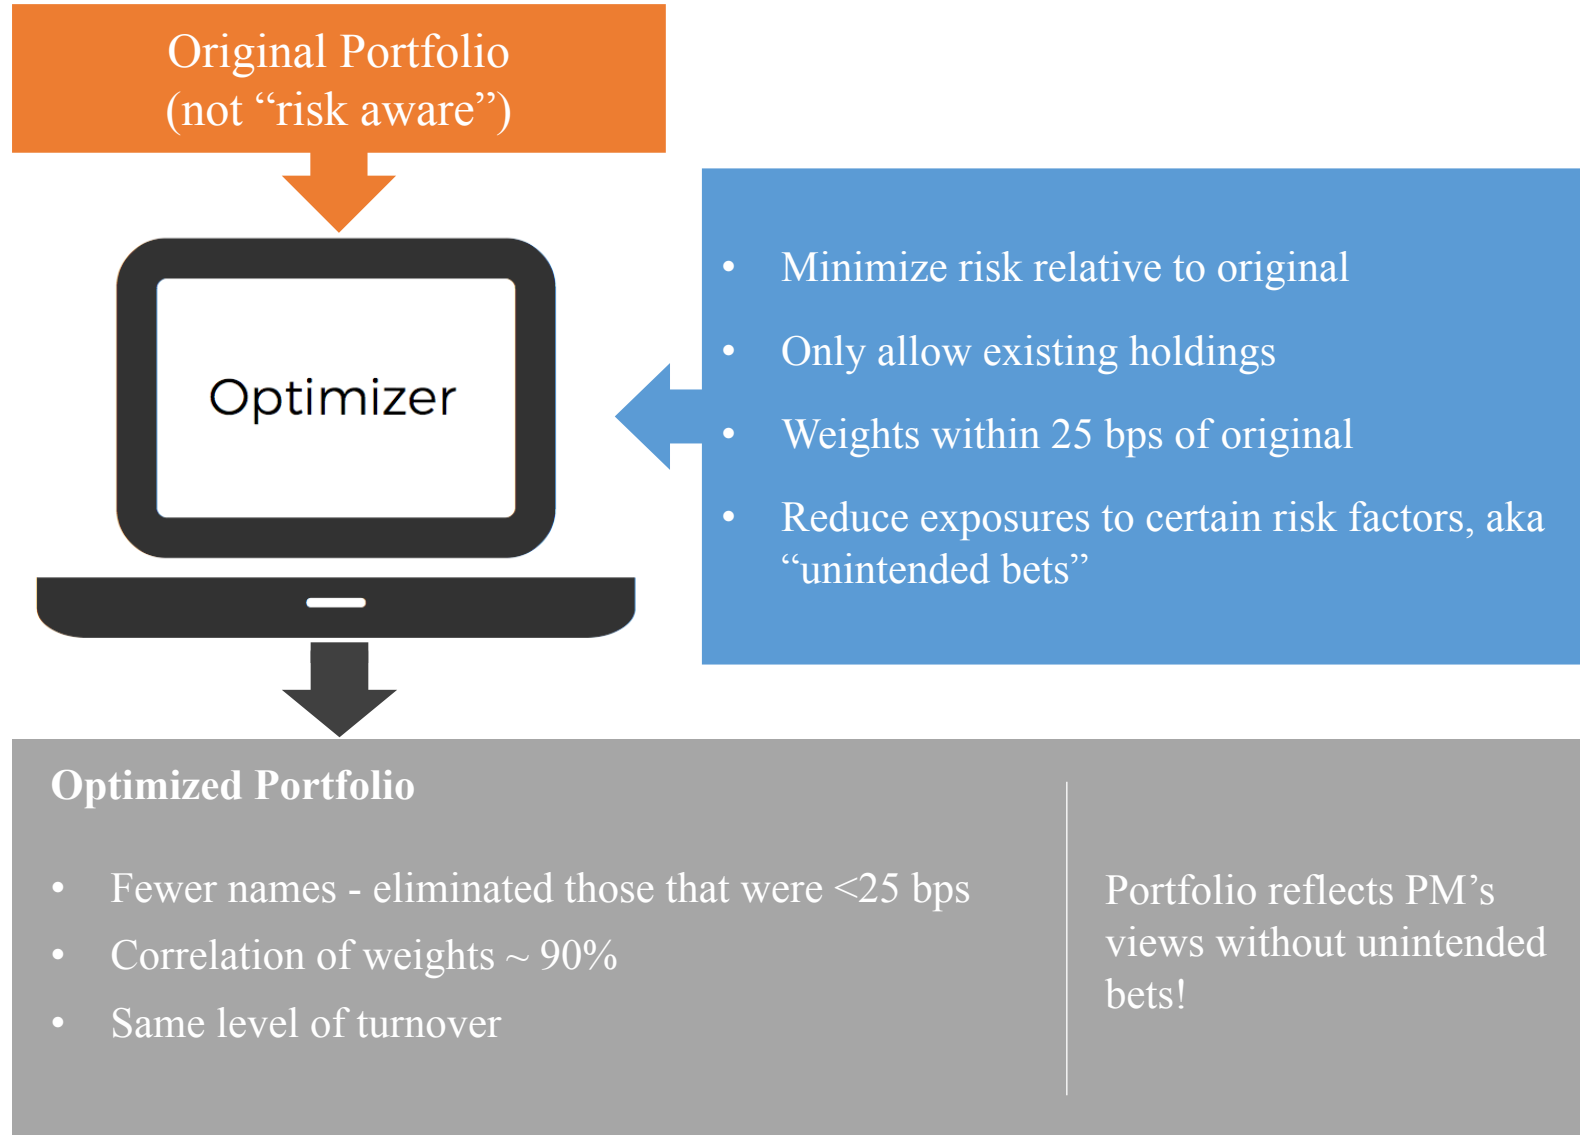 Original Portfolio
(not “risk aware”)
Optimizer
• Minimize risk relative to original
• Only allow existing holdings
• Weights within 25 bps of original
• Reduce exposures to certain risk factors, aka
“unintended bets”
Optimized Portfolio
• Fewer names - eliminated those that were <25 bps
• Correlation of weights ~ 90%
• Same level of turnover
Portfolio reflects PM’s
views without unintended
bets!